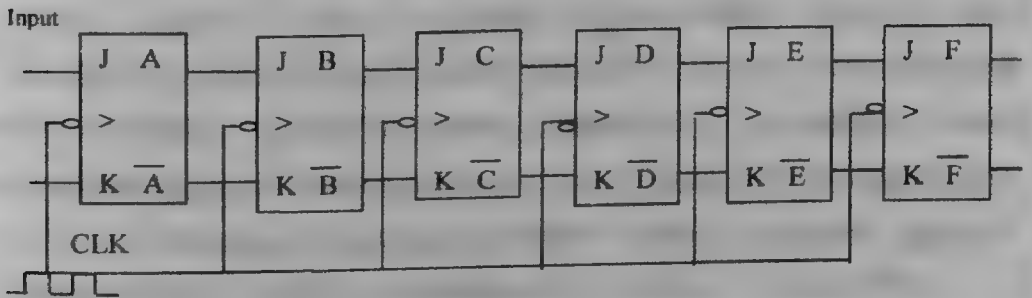 Input
J A J B J C J D J E J F
> > > > > >
K A̅ K B̅ K C̅ K D̅ K E̅ K F̅
CLK